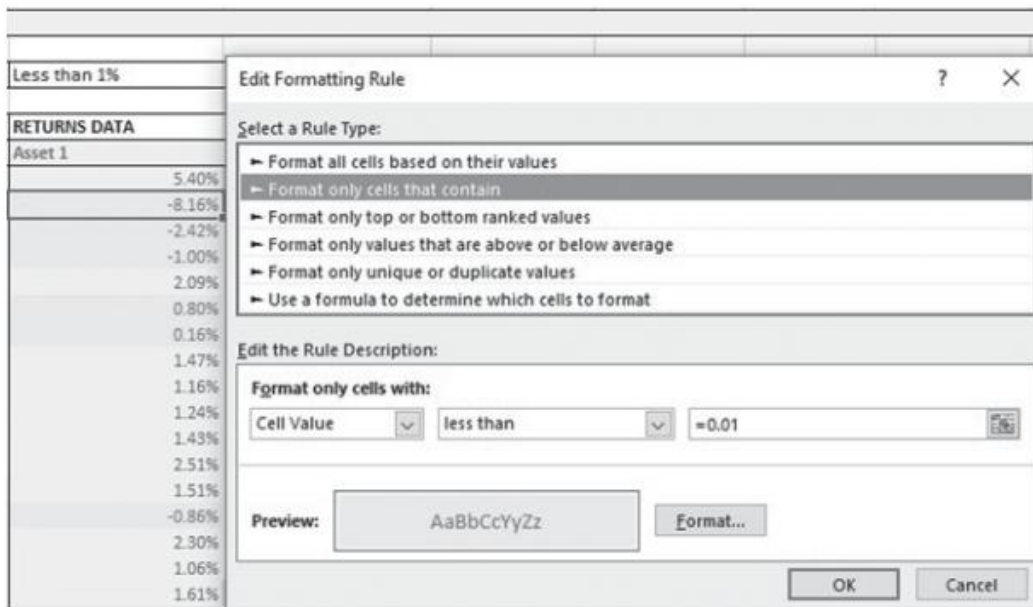 Less than 1%
Edit Formatting Rule
?
RETURNS DATA
Select a Rule Type:
Asset 1
► Format all cells based on their values
5.40%
► Format only cells that contain
-8.16%
► Format only top or bottom ranked values
-2.42%
► Format only values that are above or below average
-1.00%
► Format only unique or duplicate values
2.09%
► Use a formula to determine which cells to format
0.80%
0.16%
Edit the Rule Description:
1.47%
1.16%
Format only cells with:
1.24%
Cell Value less than =0.01
1.43%
2.51%
1.51%
-0.86%
Preview: AaBbCcYyZz Format...
2.30%
1.06%
1.61%
OK Cancel